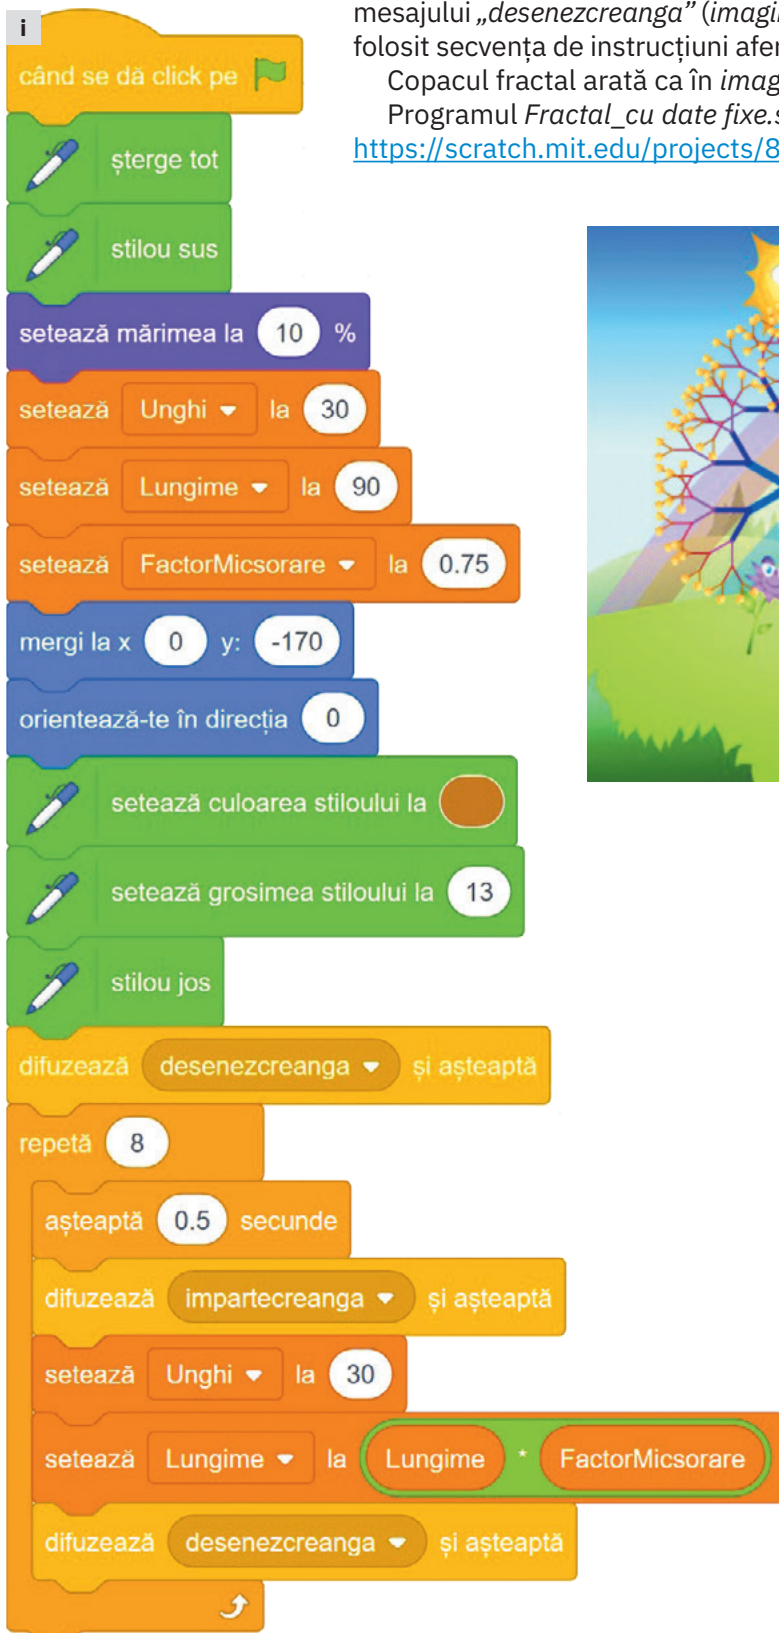 i
mesajului „desenezcreanga” (
folosit secvența de instrucțiuni
Copacul fractal arată ca în
Programul Fractal_cu date
https://scratch.mit.edu/projects/8
când se dă click pe
șterge tot
stilou sus
setează mărimea la 10 %
setează Unghi la 30
setează Lungime la 90
setează FactorMicsorare la 0.75
mergi la x 0 y: -170
orientează-te în direcția 0
setează culoarea stiloului la
setează grosimea stiloului la 13
stilou jos
difuzează desenezcreanga și așteaptă
repetă 8
așteaptă 0.5 secunde
difuzează impartecreanga și așteaptă
setează Unghi la 30
setează Lungime la Lungime * FactorMicsorare
difuzează desenezcreanga și așteaptă